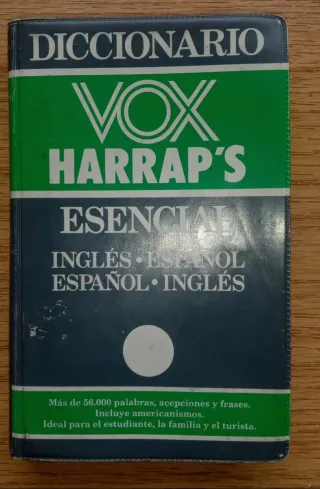 DICCIONARIO
VOX
HARRAP'S
ESENCIAL
INGLÉS · ESPAÑOL
ESPAÑOL · INGLÉS
Más de 56.000 palabras, acepciones y frases.
Incluye americanismos.
Ideal para el estudiante, la familia y el turista.